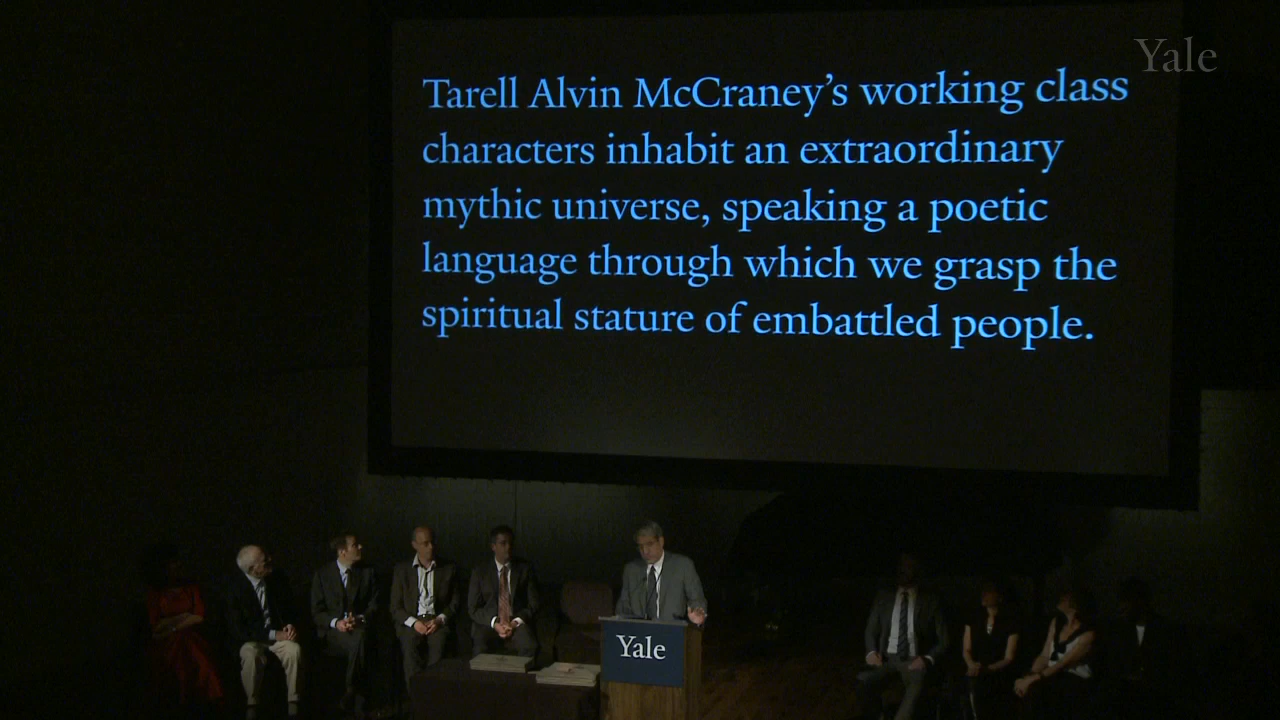 Yale
Tarell Alvin McCraney’s working class
characters inhabit an extraordinary
mythic universe, speaking a poetic
language through which we grasp the
spiritual stature of embattled people.
Yale